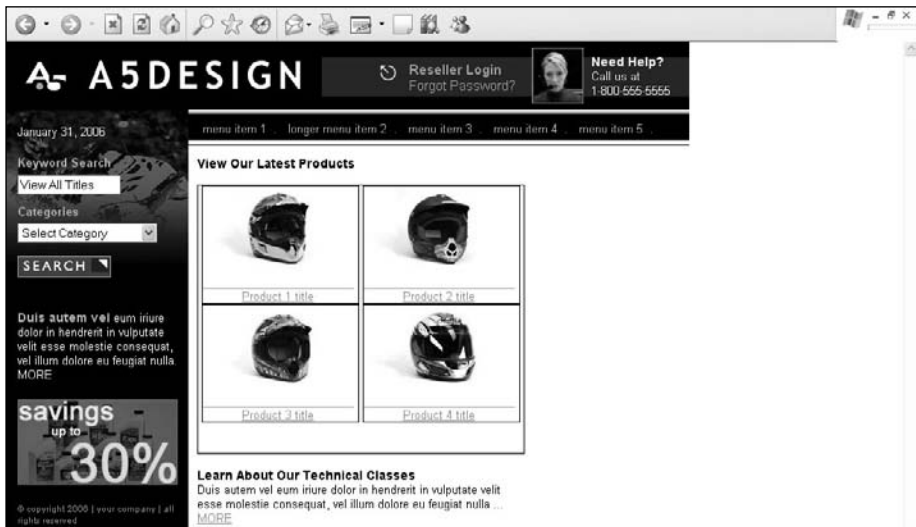 A5DESIGN
Reseller Login
Forgot Password?
Need Help?
Call us at
1-800-555-5555
January 31, 2006
menu item 1 . longer menu item 2 . menu item 3 . menu item 4 . menu item 5 .
Keyword Search
View All Titles
Categories
Select Category
SEARCH
Duis autem vel eum iriure
dolor in hendrerit in vulputate
velit esse molestie consequat,
vel illum dolore eu feugiat nulla.
MORE
savings
up to
30%
© copyright 2006 | your company | all
rights reserved
View Our Latest Products
Product 1 title
Product 2 title
Product 3 title
Product 4 title
Learn About Our Technical Classes
Duis autem vel eum iriure dolor in hendrerit in vulputate velit
esse molestie consequat, vel illum dolore eu feugiat nulla ...
MORE